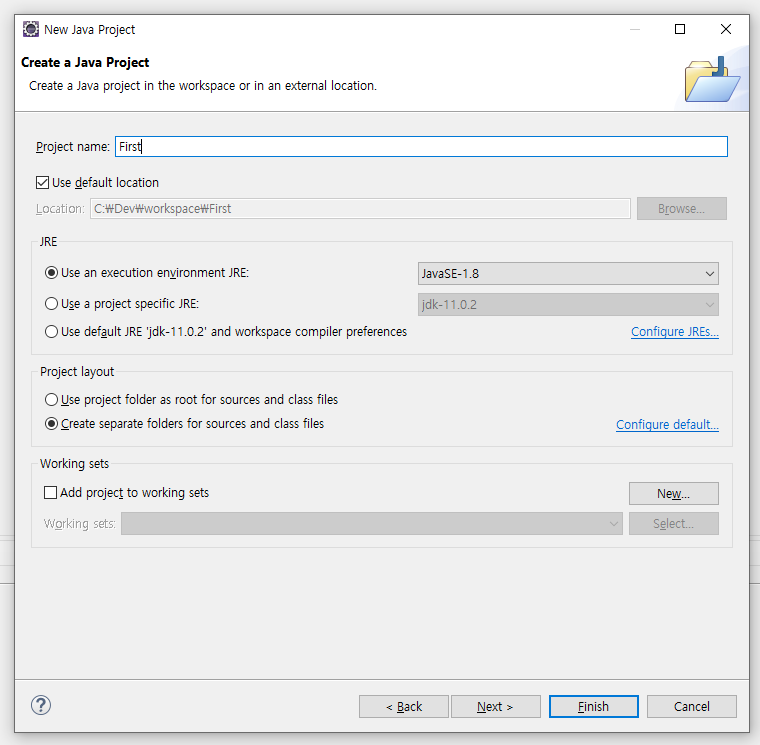 New Java Project
Create a Java Project
Create a Java project in the workspace or in an external location.
Project name: First
Use default location
Location: C:₩Dev₩workspace₩First Browse...
JRE
Use an execution environment JRE: JavaSE-1.8
Use a project specific JRE: jdk-11.0.2
Use default JRE 'jdk-11.0.2' and workspace compiler preferences Configure JREs...
Project layout
Use project folder as root for sources and class files
Create separate folders for sources and class files Configure default...
Working sets
Add project to working sets New...
Working sets: Select...
? < Back Next > Finish Cancel